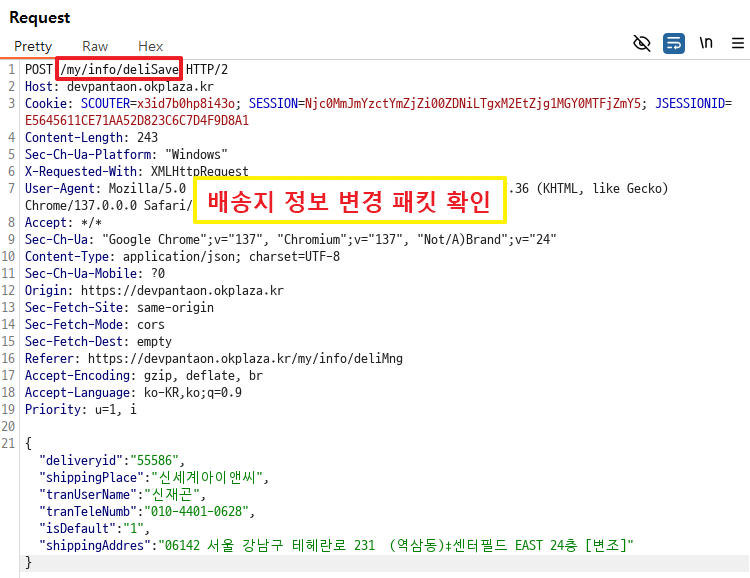 Request
Pretty Raw Hex \n
1 POST /my/info/deliSave HTTP/2
2 Host: devpantaon.okplaza.kr
3 Cookie: SCOUTER=x3id7b0hp8i43o; SESSION=Njc0MmJmYzctYmZjZi00ZDNiLTgxM2EtZjg1MGY0MTFjZmY5; JSESSIONID=
E5645611CE71AA52D823C6C7D4F9D8A1
4 Content-Length: 243
5 Sec-Ch-Ua-Platform: "Windows"
6 X-Requested-With: XMLHttpRequest
7 User-Agent: Mozilla/5.0 .36 (KHTML, like Gecko)
Chrome/137.0.0.0 Safari/
배송지 정보 변경 패킷 확인
8 Accept: */*
9 Sec-Ch-Ua: "Google Chrome";v="137", "Chromium";v="137", "Not/A)Brand";v="24"
10 Content-Type: application/json; charset=UTF-8
11 Sec-Ch-Ua-Mobile: ?0
12 Origin: https://devpantaon.okplaza.kr
13 Sec-Fetch-Site: same-origin
14 Sec-Fetch-Mode: cors
15 Sec-Fetch-Dest: empty
16 Referer: https://devpantaon.okplaza.kr/my/info/deliMng
17 Accept-Encoding: gzip, deflate, br
18 Accept-Language: ko-KR,ko;q=0.9
19 Priority: u=1, i
20
21 {
"deliveryid":"55586",
"shippingPlace":"신세계아이앤씨",
"tranUserName":"신재곤",
"tranTeleNumb":"010-4401-0628",
"isDefault":"1",
"shippingAddres":"06142 서울 강남구 테헤란로 231 (역삼동)‡센터필드 EAST 24층 [변조]"
}